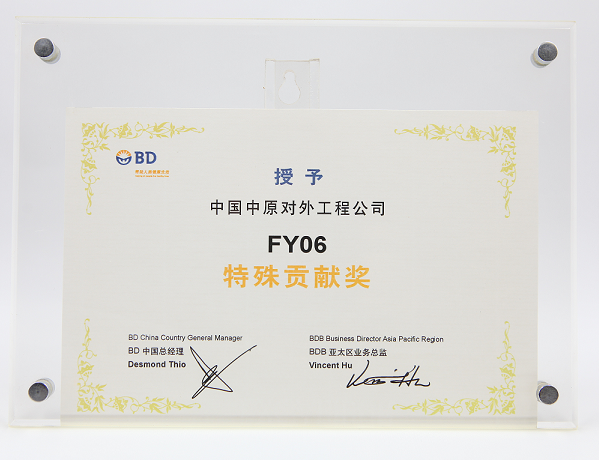 BD
授予
中国中原对外工程公司
FY06
特殊贡献奖
BD China Country General Manager
BD 中国总经理
Desmond Thio
BDB Business Director Asia Pacific Region
BDB 亚太区业务总监
Vincent Hu